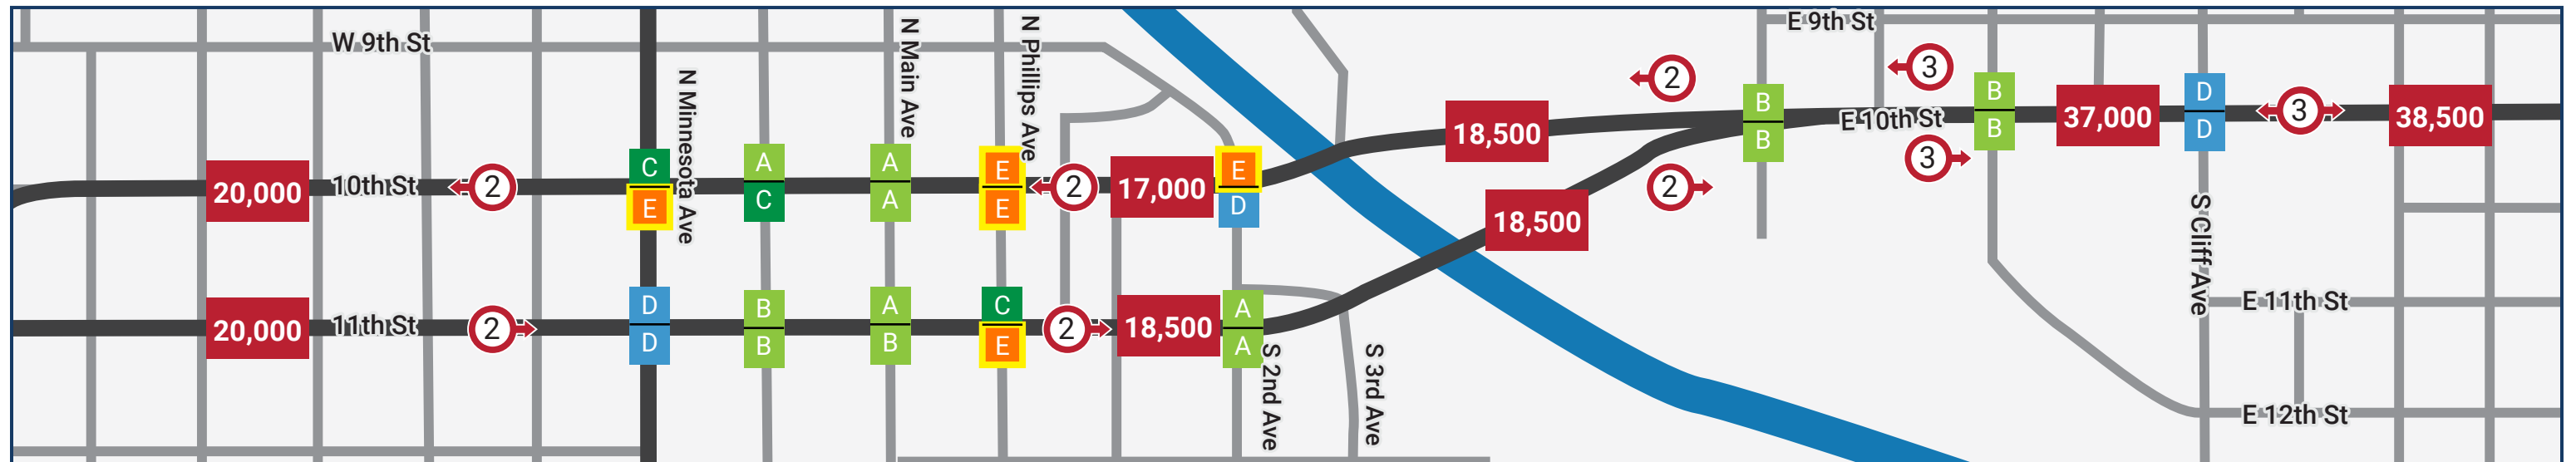 W 9th St
N Minnesota Ave
N Main Ave
N Phillips Ave
E 9th St
2
3
B
B
18,500
E 10th St
B
B
37,000
D
D
3
38,500
2
3
20,000
10th St
2
C
E
A
C
A
A
E
E
2
17,000
E
D
18,500
S Cliff Ave
20,000
11th St
2
D
D
B
B
A
B
C
E
2
18,500
A
A
S 2nd Ave
S 3rd Ave
E 11th St
E 12th St